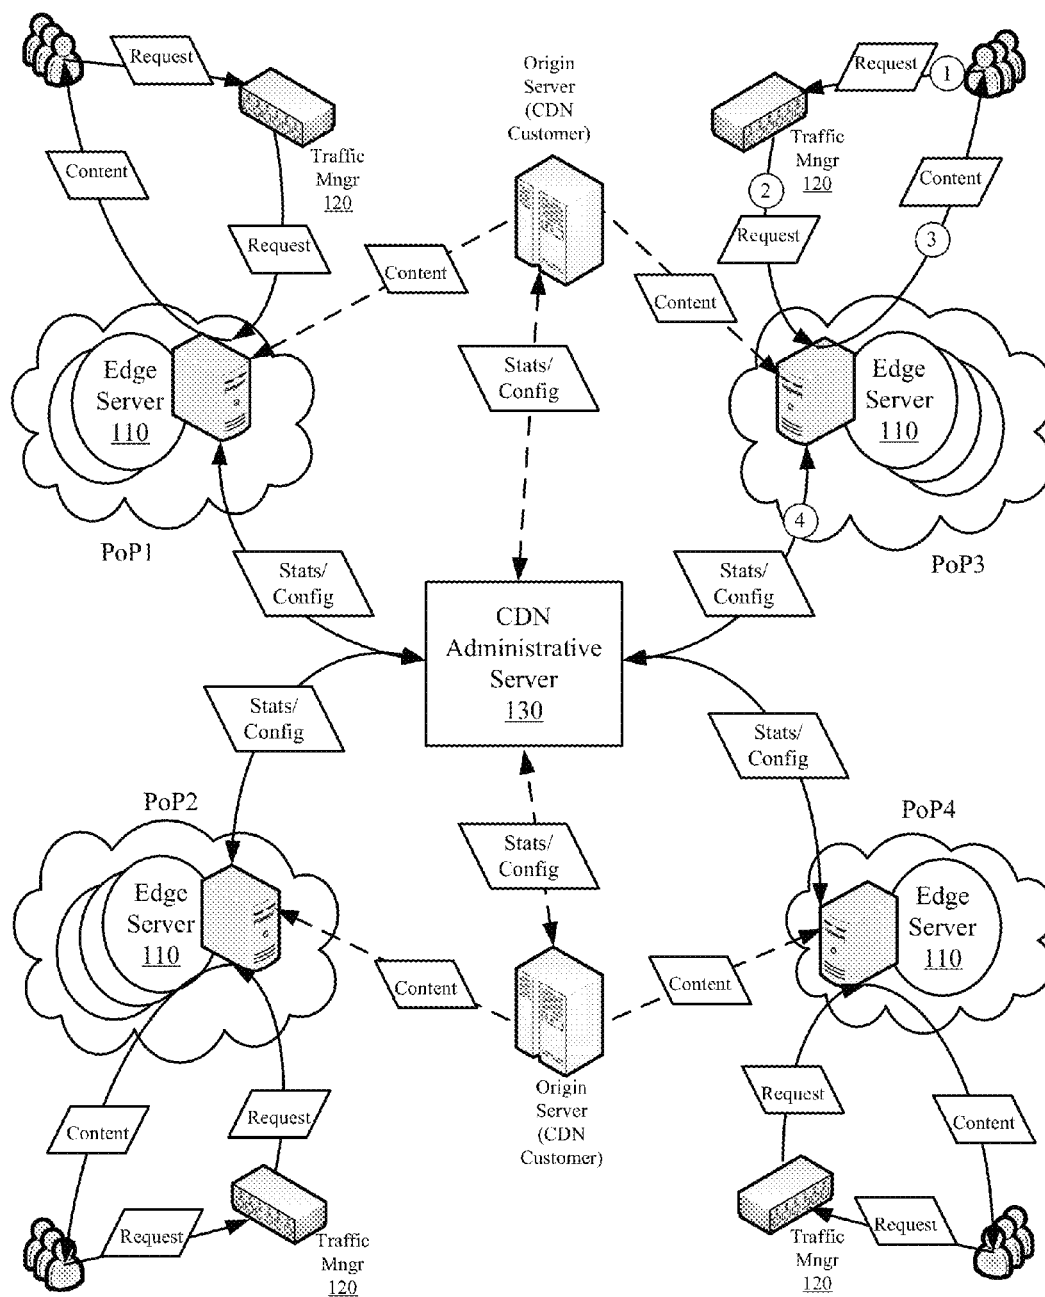 Request
Content
Traffic
Mngr
120
Request
Origin
Server
(CDN
Customer)
Content
Content
Stats/
Config
Request
1
Traffic
Mngr
120
2
Content
Request
3
Edge
Server
110
PoP1
Edge
Server
110
4
PoP3
Stats/
Config
Stats/
Config
CDN
Administrative
Server
130
Stats/
Config
Stats/
Config
PoP2
Stats/
Config
PoP4
Edge
Server
110
Edge
Server
110
Content
Content
Origin
Server
(CDN
Customer)
Content
Request
Request
Traffic
Mngr
120
Request
Content
Request
Traffic
Mngr
120